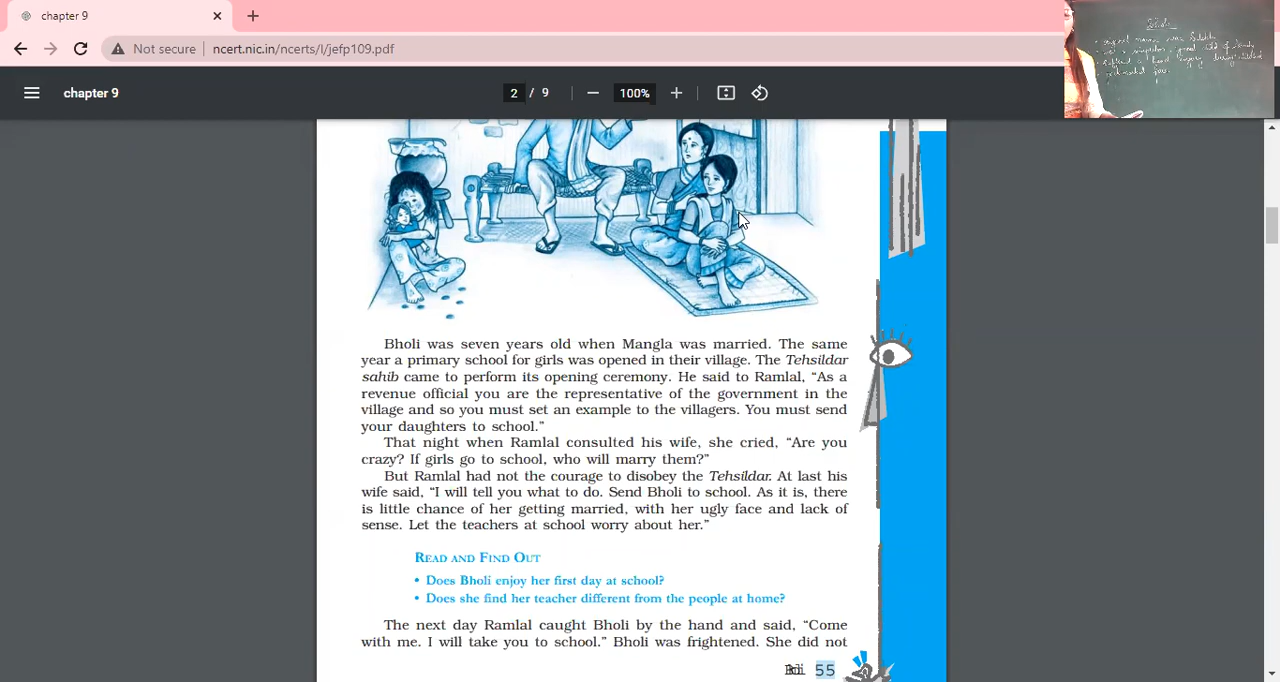 chapter 9
Not secure
ncert.nic.in/ncerts/l/jefp109.pdf
chapter 9
2 / 9
100%
Bholi
original name was Sulekha
Bholi was seven years old when Mangla was married. The same
year a primary school for girls was opened in their village. The Tehsildar
sahib came to perform its opening ceremony. He said to Ramlal, “As a
revenue official you are the representative of the government in the
village and so you must set an example to the villagers. You must send
your daughters to school.”
That night when Ramlal consulted his wife, she cried, “Are you
crazy? If girls go to school, who will marry them?”
But Ramlal had not the courage to disobey the Tehsildar. At last his
wife said, “I will tell you what to do. Send Bholi to school. As it is, there
is little chance of her getting married, with her ugly face and lack of
sense. Let the teachers at school worry about her.”
READ AND FIND OUT
• Does Bholi enjoy her first day at school?
• Does she find her teacher different from the people at home?
The next day Ramlal caught Bholi by the hand and said, “Come
with me. I will take you to school.” Bholi was frightened. She did not
55